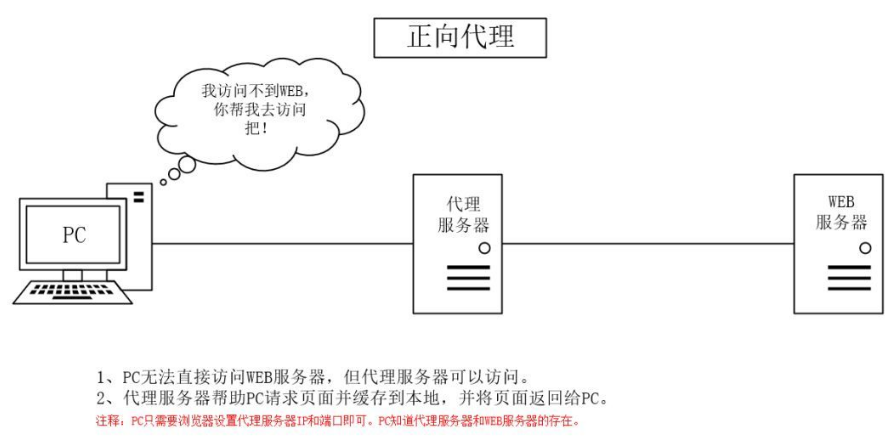 正向代理
我访问不到WEB，
你帮我去访问
把！
PC
代理
服务器
WEB
服务器
1、PC无法直接访问WEB服务器，但代理服务器可以访问。
2、代理服务器帮助PC请求页面并缓存到本地，并将页面返回给PC。
注释：PC只需要浏览器设置代理服务器IP和端口即可。PC知道代理服务器和WEB服务器的存在。